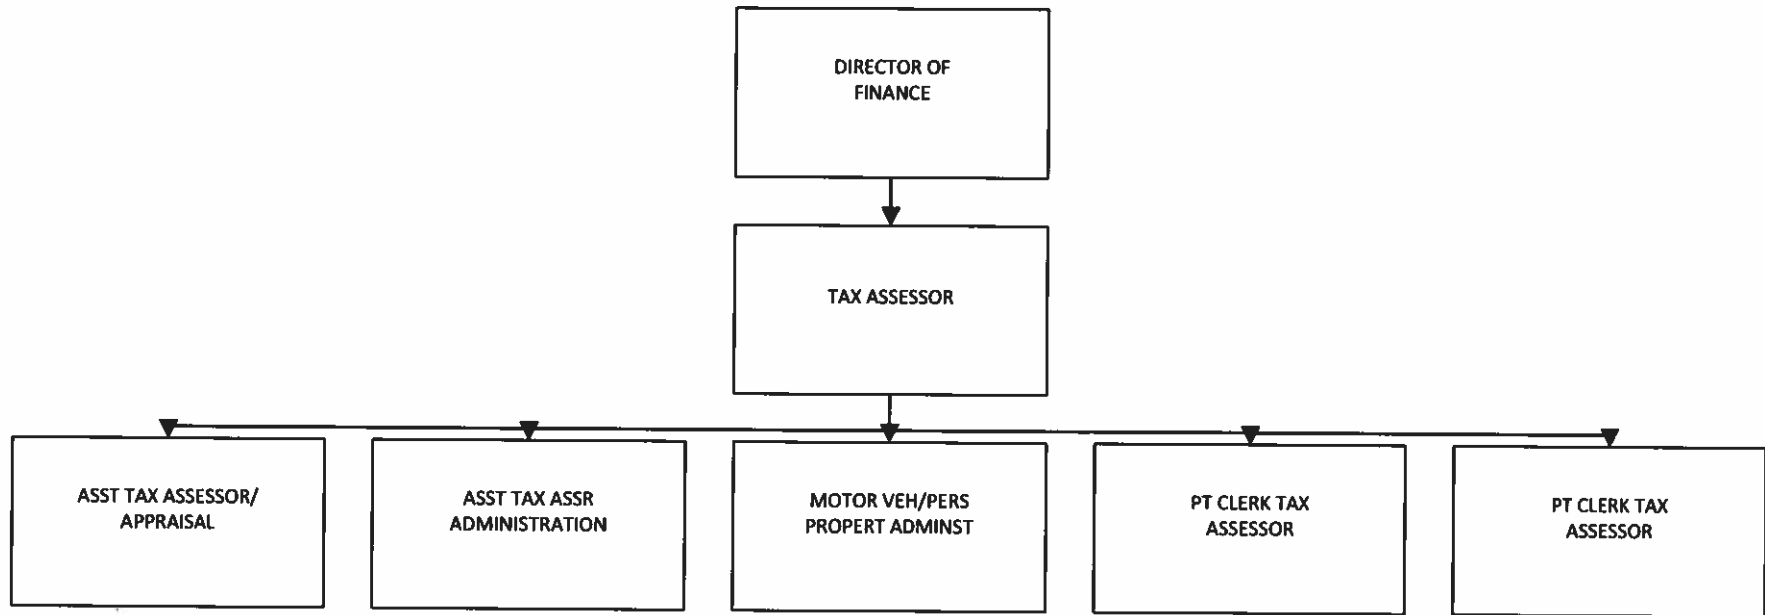 DIRECTOR OF
FINANCE
TAX ASSESSOR
ASST TAX ASSESSOR/
APPRAISAL
ASST TAX ASSR
ADMINISTRATION
MOTOR VEH/PERS
PROPERT ADMINST
PT CLERK TAX
ASSESSOR
PT CLERK TAX
ASSESSOR